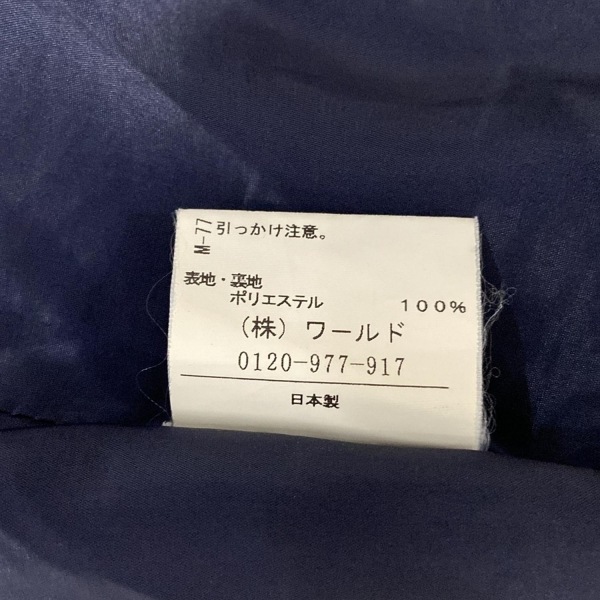 M-77
引っかけ注意。
表地・裏地
ポリエステル 100%
(株) ワールド
0120-977-917
日本製